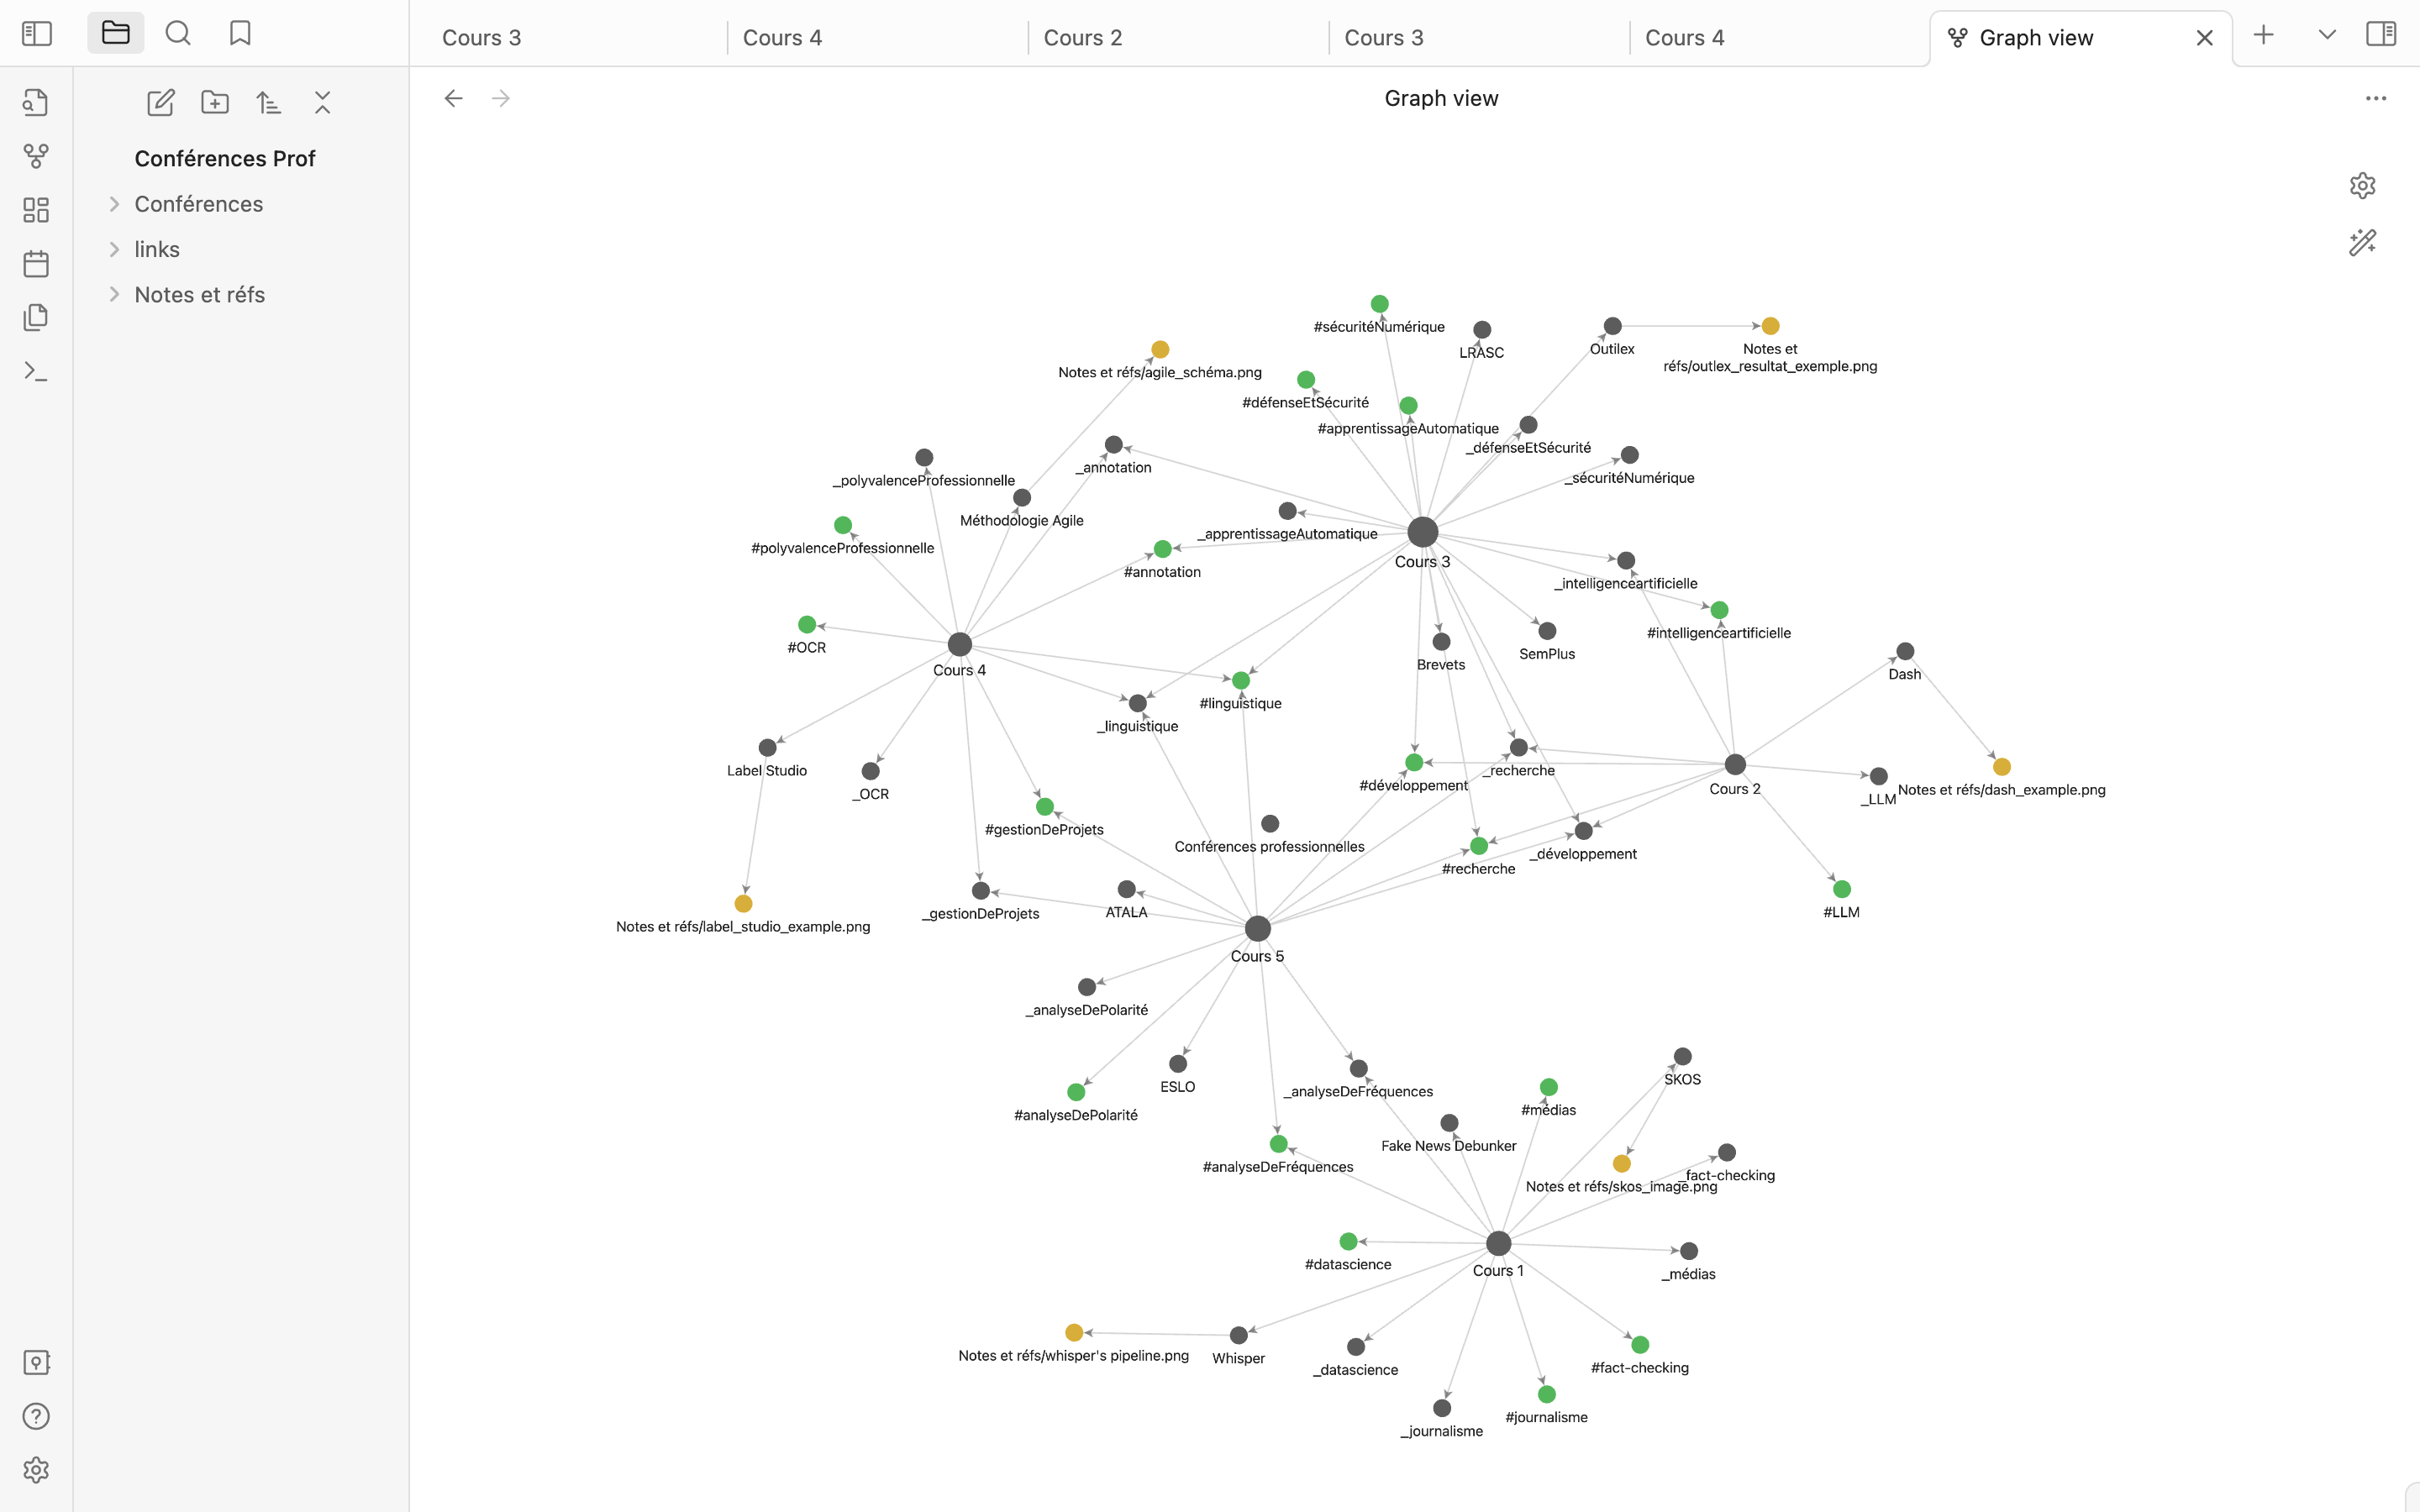 Cours 3
Cours 4
Cours 2
Cours 3
Cours 4
Graph view
Graph view
Conférences Prof
Conférences
links
Notes et réfs
#sécuritéNumérique
LRASC
Outilex
Notes et
réfs/outlex_resultat_exemple.png
Notes et réfs/agile_schéma.png
#défenseEtSécurité
#apprentissageAutomatique
_défenseEtSécurité
_annotation
_polyvalenceProfessionnelle
_sécuritéNumérique
Méthodologie Agile
_apprentissageAutomatique
#polyvalenceProfessionnelle
Cours 3
#annotation
_intelligenceartificielle
#intelligenceartificielle
#OCR
SemPlus
Brevets
Cours 4
Dash
#linguistique
_linguistique
Label Studio
_recherche
#développement
Cours 2
Notes et réfs/dash_example.png
_OCR
_LLM
#gestionDeProjets
Conférences professionnelles
_développement
#recherche
_gestionDeProjets
ATALA
#LLM
Notes et réfs/label_studio_example.png
Cours 5
_analyseDePolarité
SKOS
ESLO
_analyseDeFréquences
#médias
#analyseDePolarité
Fake News Debunker
#analyseDeFréquences
_fact-checking
Notes et réfs/skos_image.png
#datascience
Cours 1
_médias
Notes et réfs/whisper's pipeline.png
Whisper
_datascience
#fact-checking
#journalisme
_journalisme